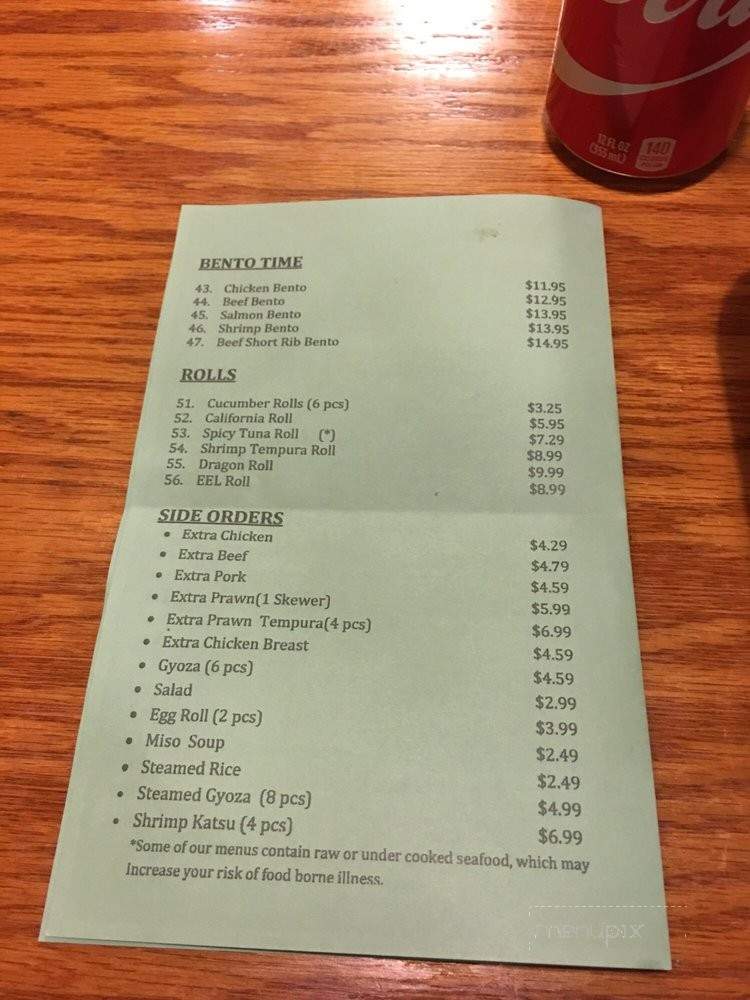 12 FL OZ
(355 mL)
140
BENTO TIME
43. Chicken Bento $11.95
44. Beef Bento $12.95
45. Salmon Bento $13.95
46. Shrimp Bento $13.95
47. Beef Short Rib Bento $14.95
ROLLS
51. Cucumber Rolls (6 pcs) $3.25
52. California Roll $5.95
53. Spicy Tuna Roll (*) $7.29
54. Shrimp Tempura Roll $8.99
55. Dragon Roll $9.99
56. EEL Roll $8.99
SIDE ORDERS
• Extra Chicken $4.29
• Extra Beef $4.79
• Extra Pork $4.59
• Extra Prawn(1 Skewer) $5.99
• Extra Prawn Tempura(4 pcs) $6.99
• Extra Chicken Breast $4.59
• Gyoza (6 pcs) $4.59
• Salad $2.99
• Egg Roll (2 pcs) $3.99
• Miso Soup $2.49
• Steamed Rice $2.49
• Steamed Gyoza (8 pcs) $4.99
• Shrimp Katsu (4 pcs) $6.99
*Some of our menus contain raw or under cooked seafood, which may
Increase your risk of food borne illness.
menupix